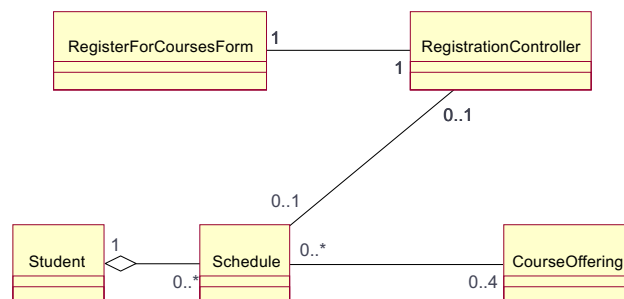 RegisterForCoursesForm
1
1
RegistrationController
0..1
0..1
Student
1
0..*
Schedule
0..*
0..4
CourseOffering